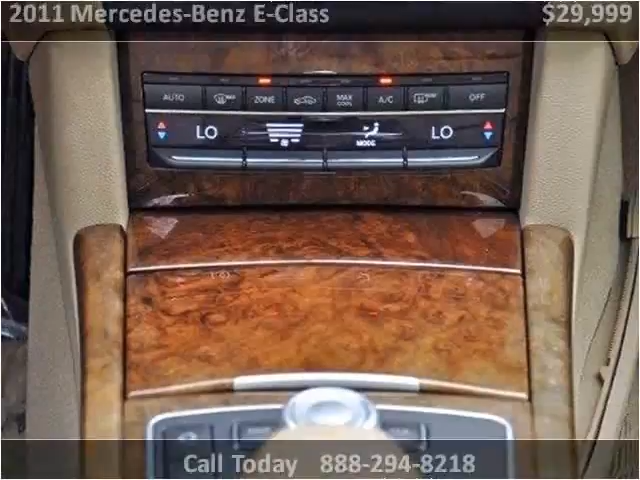 2011 Mercedes-Benz E-Class $29,999
AUTO ZONE MAX COOL A/C OFF
LO MODE LO
Call Today 888-294-8218